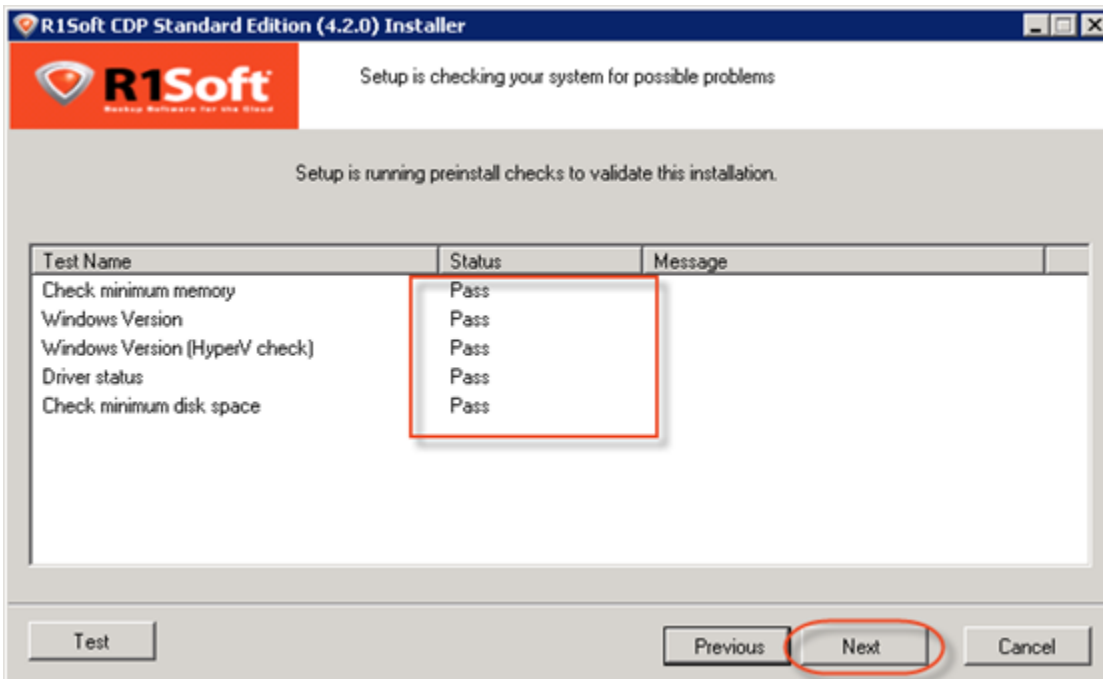 R1Soft CDP Standard Edition (4.2.0) Installer
R1Soft
Backup Software for the Cloud
Setup is checking your system for possible problems
Setup is running preinstall checks to validate this installation.
Test Name Status Message
Check minimum memory Pass
Windows Version Pass
Windows Version (HyperV check) Pass
Driver status Pass
Check minimum disk space Pass
Test Previous Next Cancel